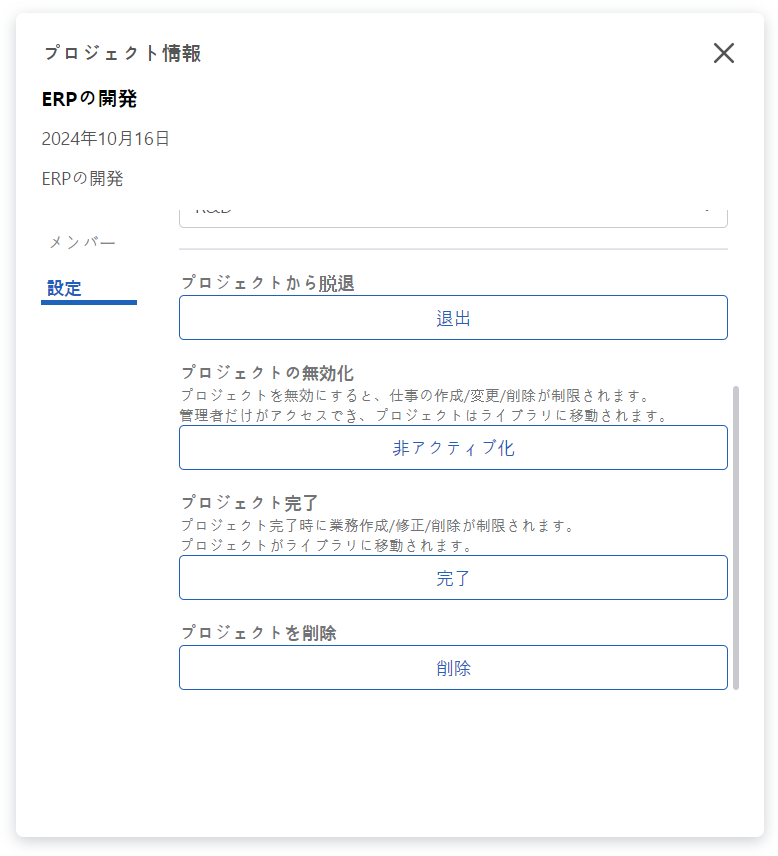 プロジェクト情報
ERPの開発
2024年10月16日
ERPの開発
メンバー
設定
プロジェクトから脱退
退出
プロジェクトの無効化
プロジェクトを無効にすると、仕事の作成/変更/削除が制限されます。
管理者だけがアクセスでき、プロジェクトはライブラリに移動されます。
非アクティブ化
プロジェクト完了
プロジェクト完了時に業務作成/修正/削除が制限されます。
プロジェクトがライブラリに移動されます。
完了
プロジェクトを削除
削除